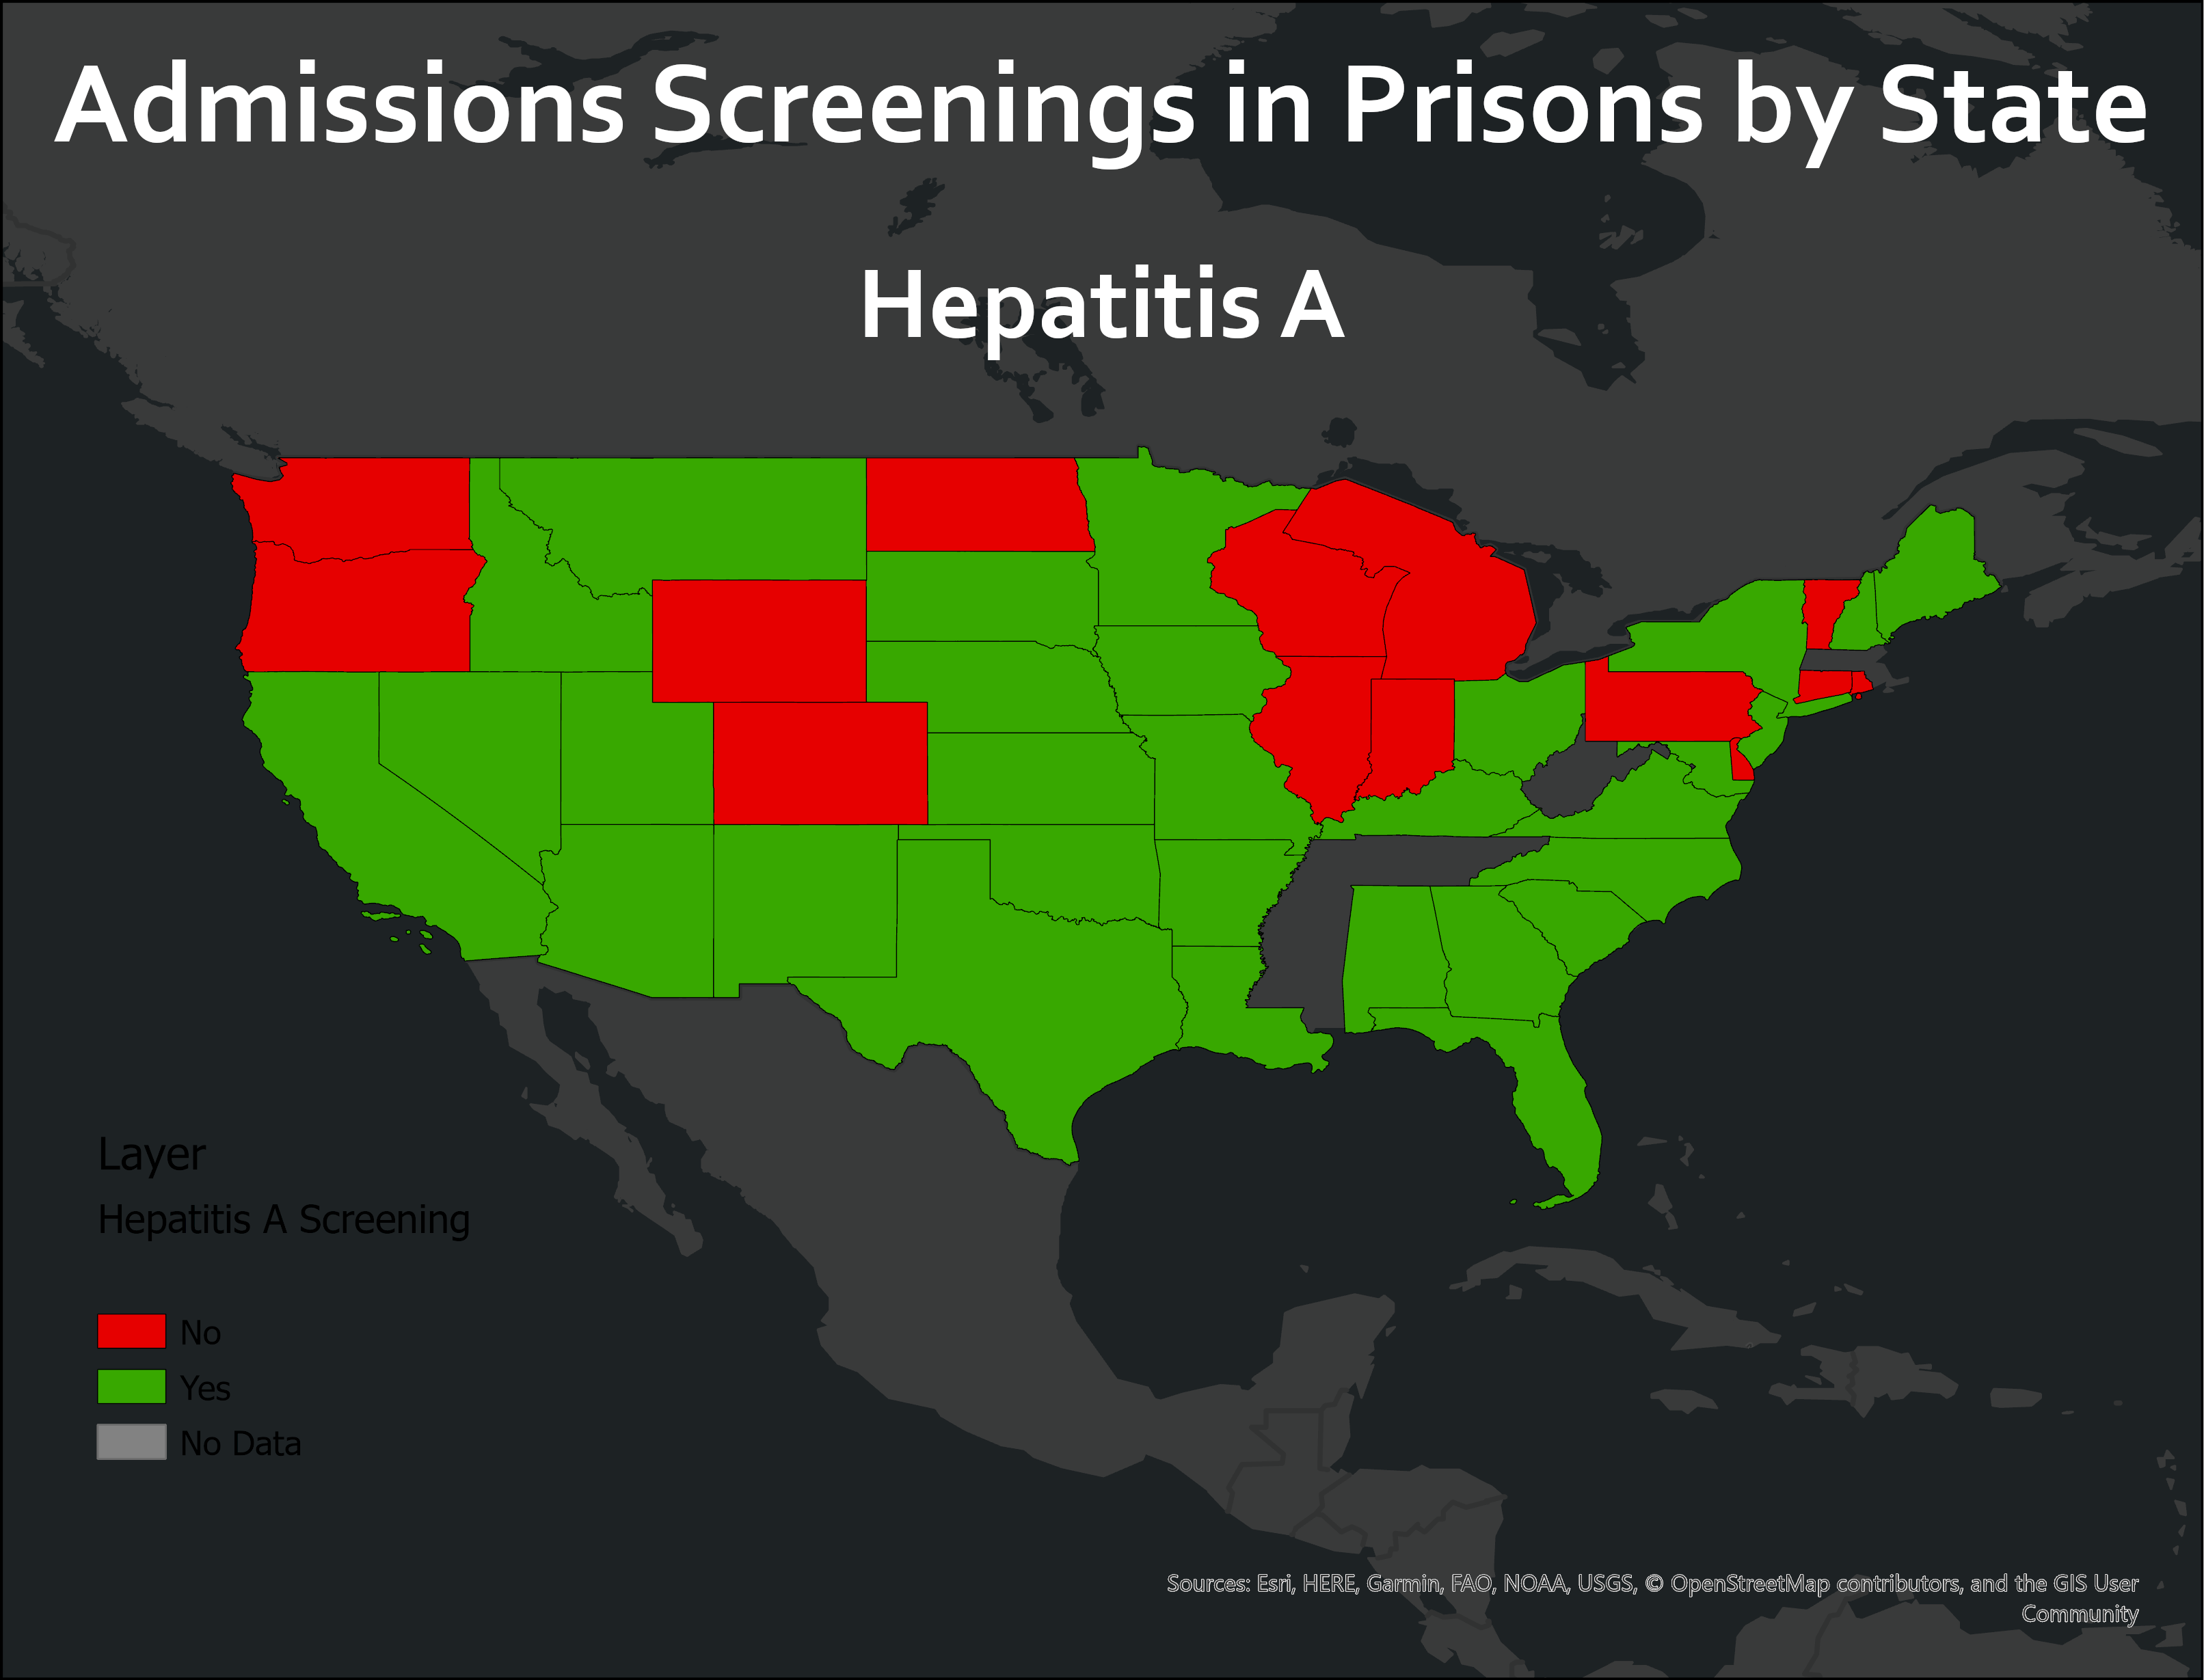 Admissions Screenings in Prisons by State
Hepatitis A
Layer
Hepatitis A Screening
No
Yes
No Data
Sources: Esri, HERE, Garmin, FAO, NOAA, USGS, © OpenStreetMap contributors, and the GIS User
Community